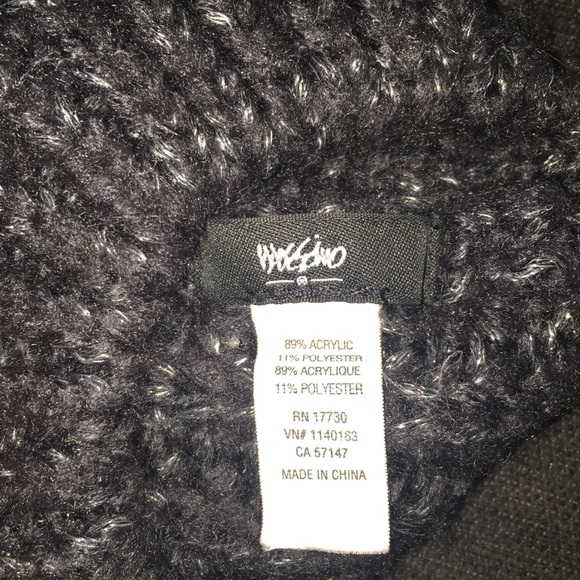 mossimo
89% ACRYLIC
11% POLYESTER
89% ACRYLIQUE
11% POLYESTER
RN 17730
VN# 1140163
CA 57147
MADE IN CHINA